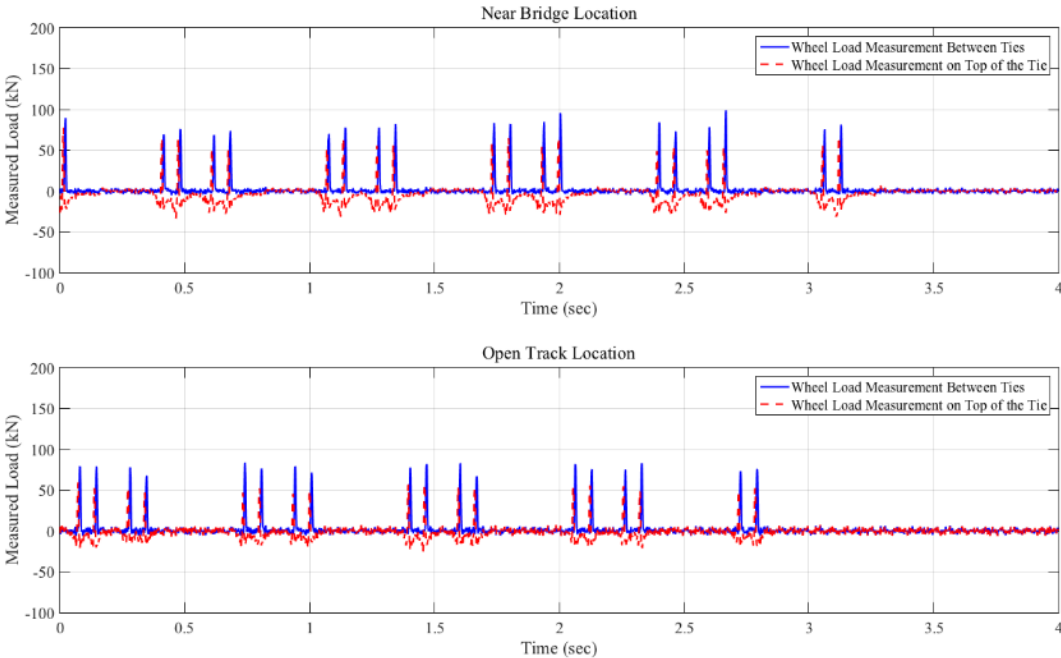 Near Bridge Location
200
150
100
50
0
-50
-100
Measured Load (kN)
Wheel Load Measurement Between Ties
Wheel Load Measurement on Top of the Tie
0 0.5 1 1.5 2 2.5 3 3.5 4
Time (sec)
Open Track Location
200
150
100
50
0
-50
-100
Measured Load (kN)
Wheel Load Measurement Between Ties
Wheel Load Measurement on Top of the Tie
0 0.5 1 1.5 2 2.5 3 3.5 4
Time (sec)